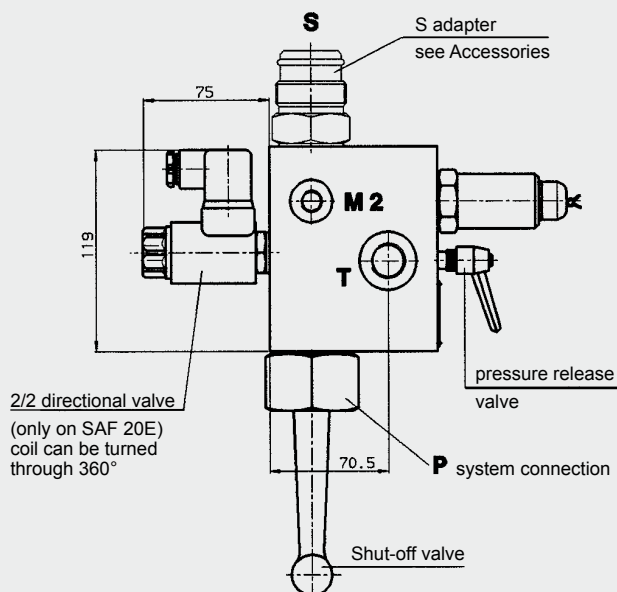 S
S adapter
see Accessories
75
119
M 2
T
2/2 directional valve
(only on SAF 20E)
coil can be turned
through 360°
pressure release
valve
70.5
P system connection
Shut-off valve